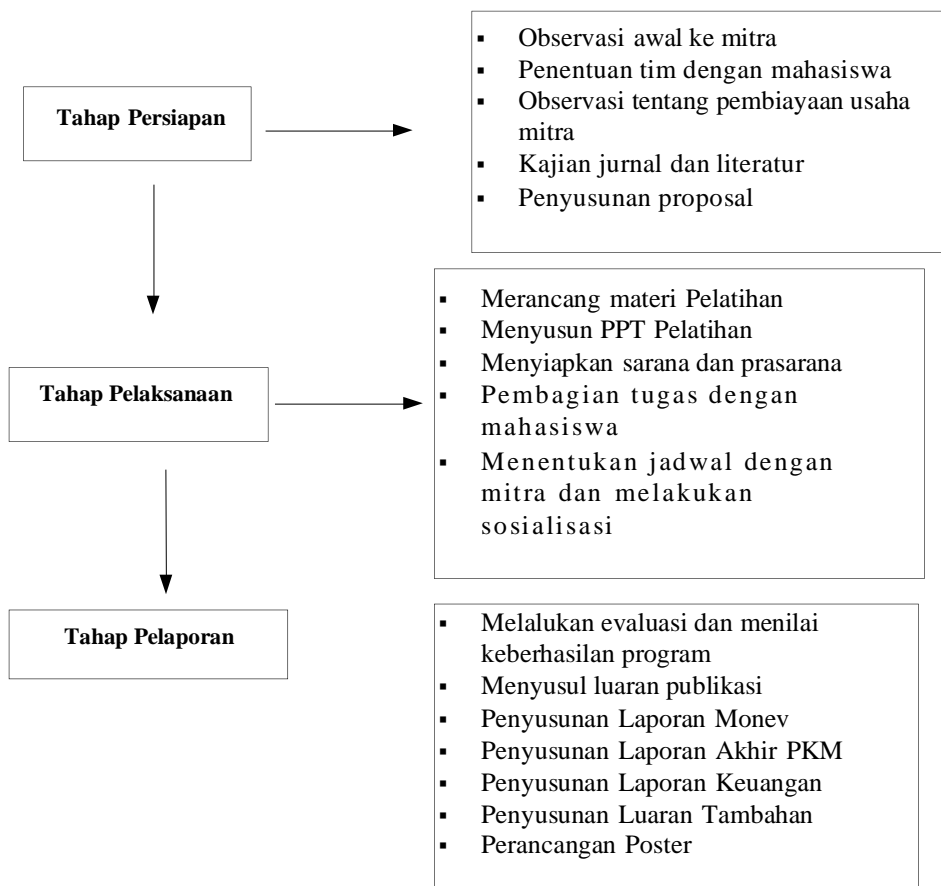 Tahap Persiapan
▪ Observasi awal ke mitra
▪ Penentuan tim dengan mahasiswa
▪ Observasi tentang pembiayaan usaha
mitra
▪ Kajian jurnal dan literatur
▪ Penyusunan proposal
Tahap Pelaksanaan
▪ Merancang materi Pelatihan
▪ Menyusun PPT Pelatihan
▪ Menyiapkan sarana dan prasarana
▪ Pembagian tugas dengan
mahasiswa
▪ Menentukan jadwal dengan
mitra dan melakukan
sosialisasi
Tahap Pelaporan
▪ Melalukan evaluasi dan menilai
keberhasilan program
▪ Menyusul luaran publikasi
▪ Penyusunan Laporan Monev
▪ Penyusunan Laporan Akhir PKM
▪ Penyusunan Laporan Keuangan
▪ Penyusunan Luaran Tambahan
▪ Perancangan Poster